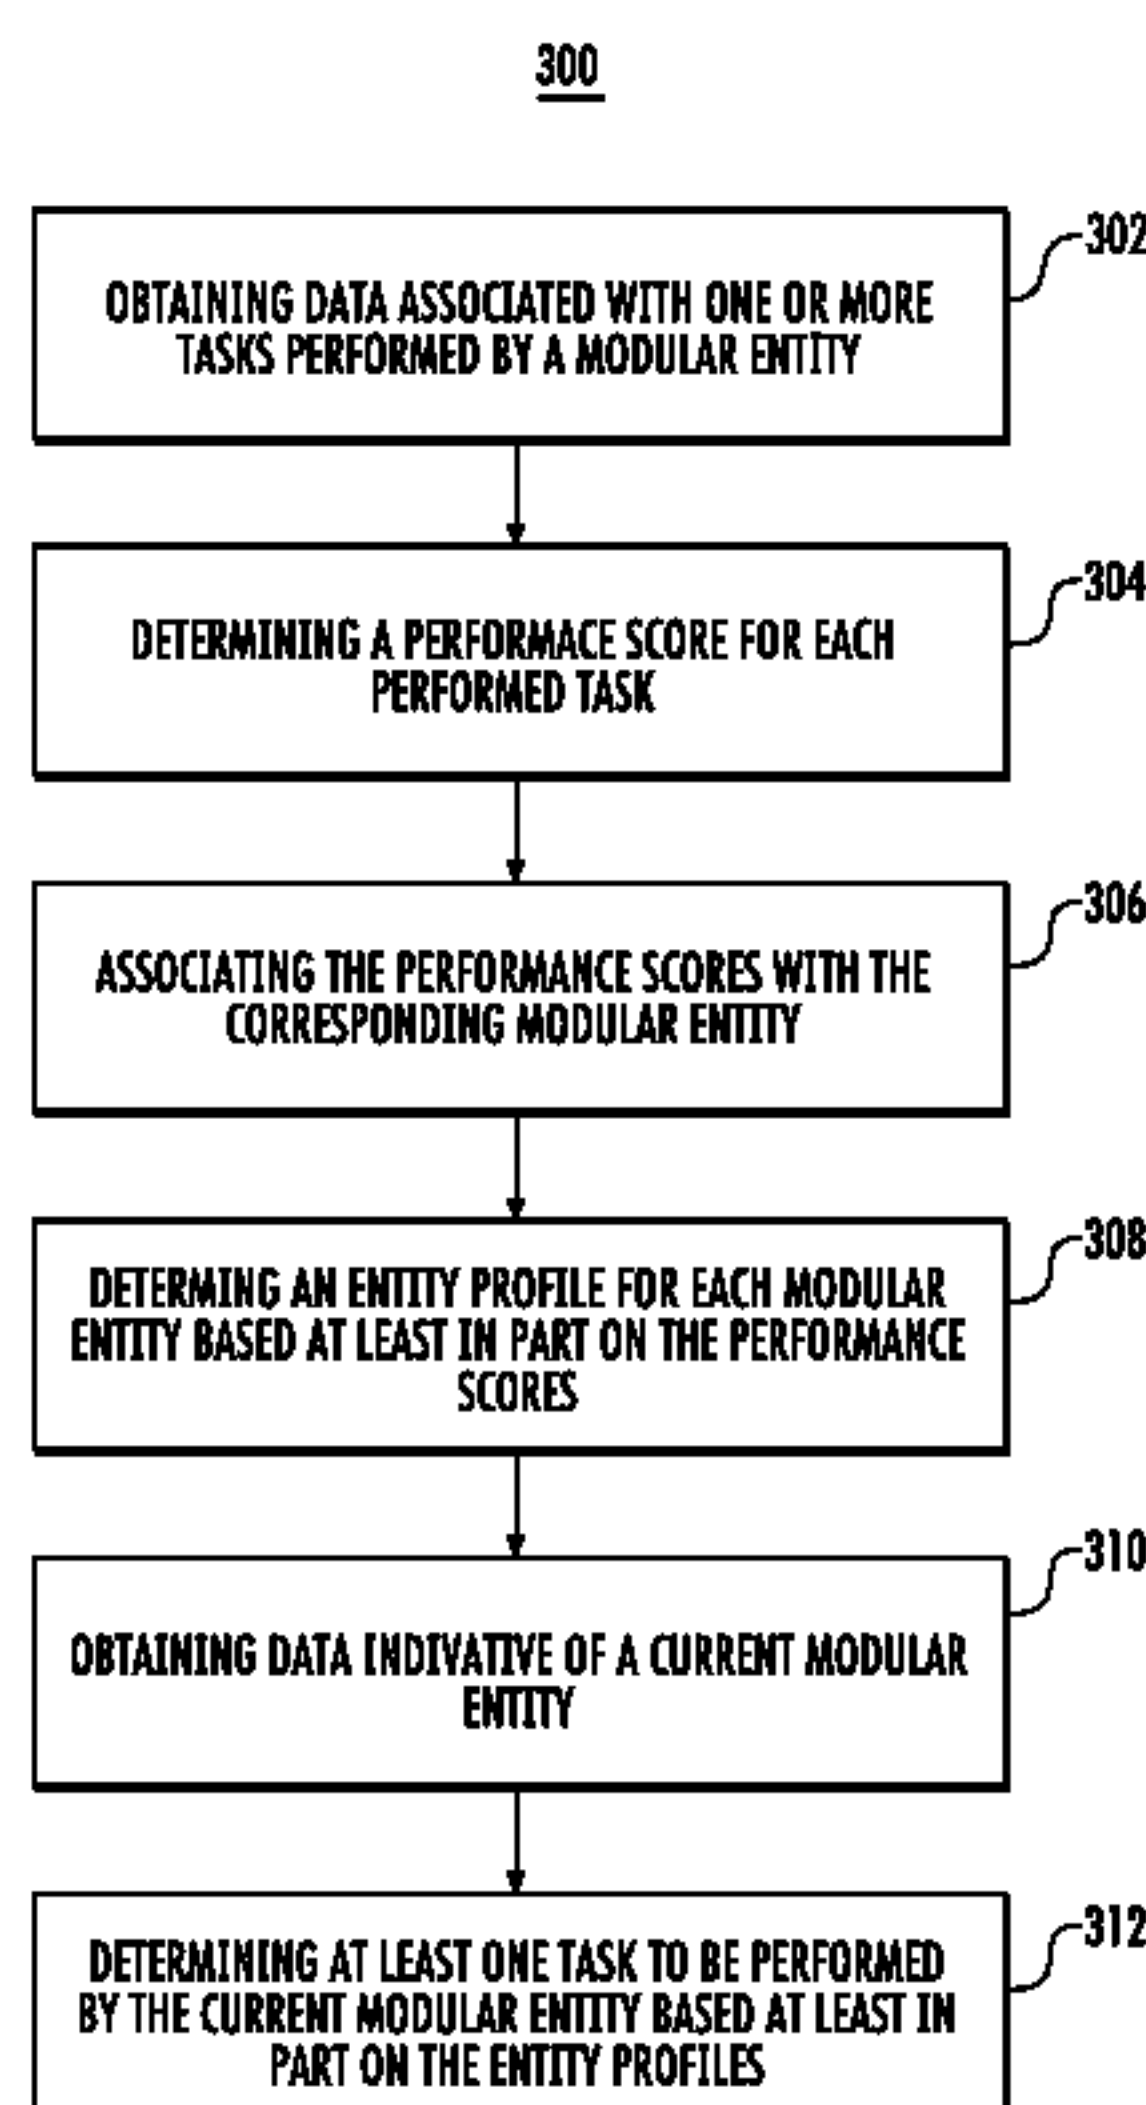 300
302
OBTAINING DATA ASSOCIATED WITH ONE OR MORE
TASKS PERFORMED BY A MODULAR ENTITY
304
DETERMINING A PERFORMACE SCORE FOR EACH
PERFORMED TASK
306
ASSOCIATING THE PERFORMANCE SCORES WITH THE
CORRESPONDING MODULAR ENTITY
308
DETERMING AN ENTITY PROFILE FOR EACH MODULAR
ENTITY BASED AT LEAST IN PART ON THE PERFORMANCE
SCORES
310
OBTAINING DATA INDIVATIVE OF A CURRENT MODULAR
ENTITY
312
DETERMINING AT LEAST ONE TASK TO BE PERFORMED
BY THE CURRENT MODULAR ENTITY BASED AT LEAST IN
PART ON THE ENTITY PROFILES